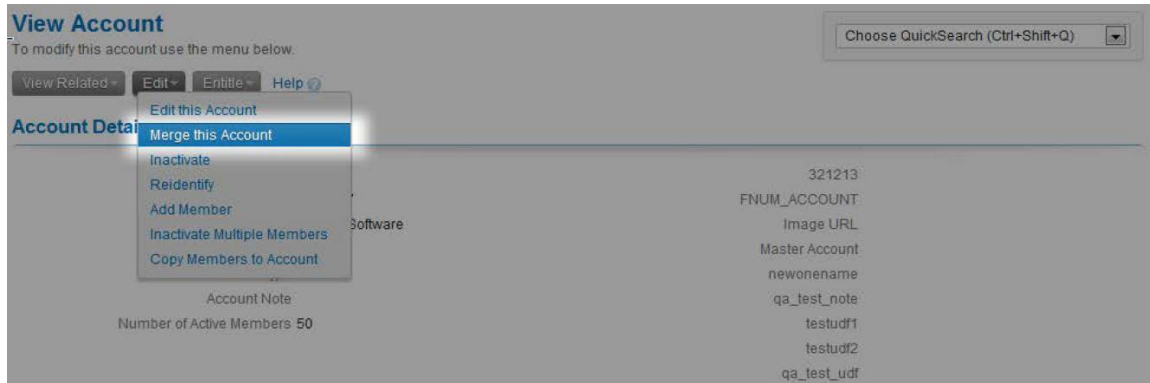 View Account
To modify this account use the menu below.
Choose QuickSearch (Ctrl+Shift+Q)
View Related Edit Entitle Help
Edit this Account
Account Detai
Merge this Account
Inactivate
Reidentify
Add Member
Inactivate Multiple Members
Copy Members to Account
Software
Account Note
Number of Active Members 50
321213
FNUM_ACCOUNT
Image URL
Master Account
newonename
qa_test_note
testudf1
testudf2
qa_test_udf